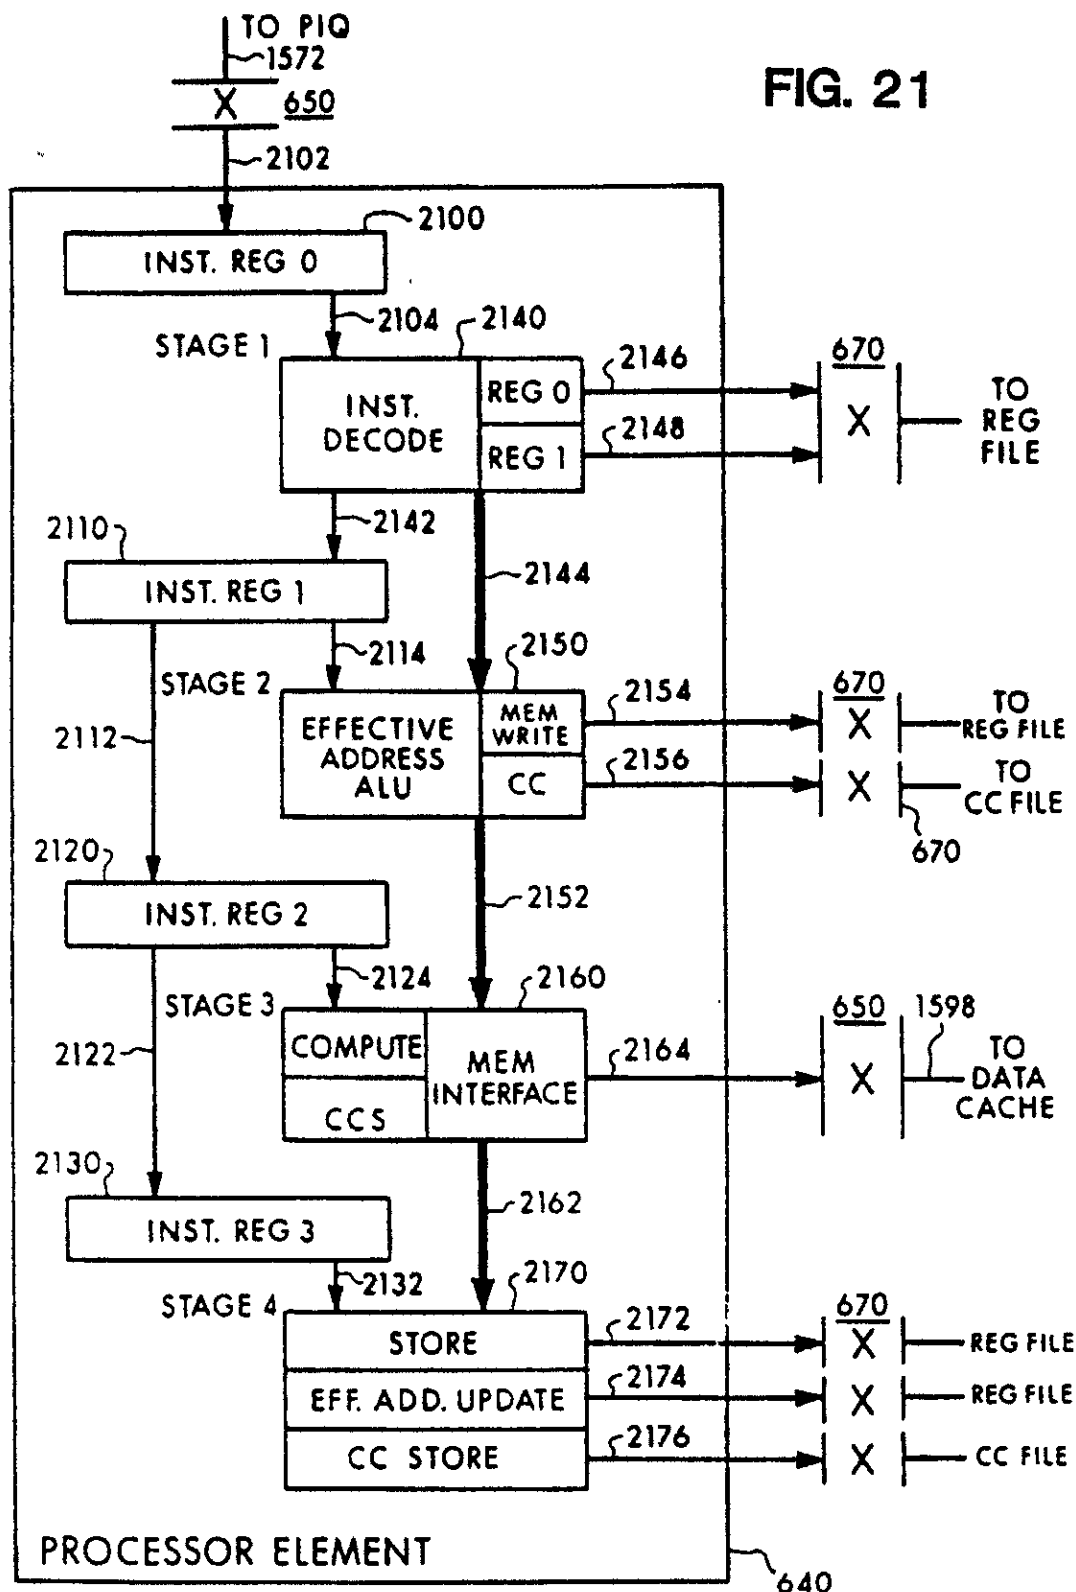 TO PIQ
1572
FIG. 21
X 650
2102
2100
INST. REG 0
2104
2140
STAGE 1
670
2146
REG 0
INST.
DECODE
X
TO
REG
FILE
2148
REG 1
2142
2110
2144
INST. REG 1
2114
2150
STAGE 2
670
2154
MEM
WRITE
X
TO
REG FILE
2112
EFFECTIVE
ADDRESS
ALU
2156
CC
X
TO
CC FILE
670
2120
2152
INST. REG 2
2124
2160
STAGE 3
650
1598
COMPUTE
2164
MEM
INTERFACE
X
TO
DATA
CACHE
2122
CCS
2130
2162
INST. REG 3
2132
2170
STAGE 4
670
STORE
2172
X
REG FILE
EFF. ADD. UPDATE
2174
X
REG FILE
CC STORE
2176
X
CC FILE
PROCESSOR ELEMENT
640